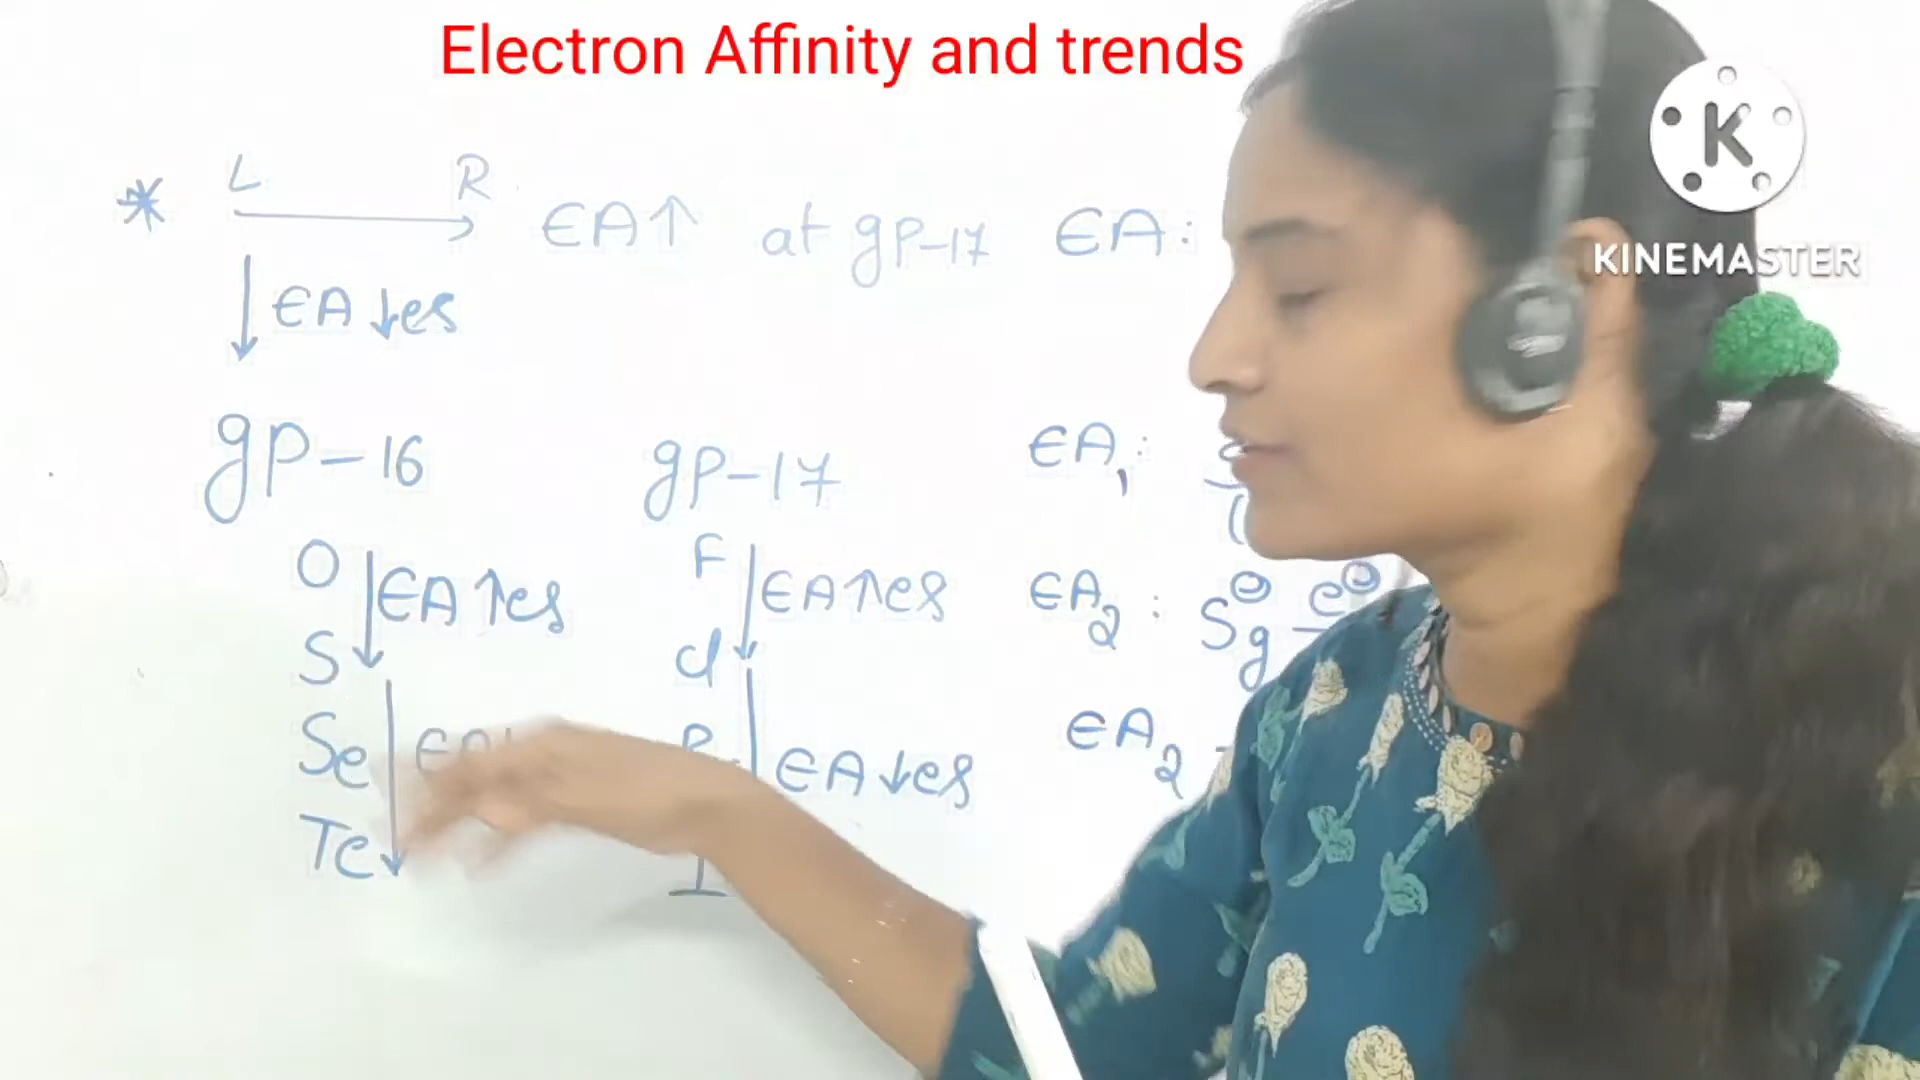 Electron Affinity and trends
K
KINEMASTER
* L R EA↑ at gp-17 EA:
↓ EA ↓es
gp-16 gp-17 EA₁:
O ↓ EA ↑es F ↓ EA ↑es EA₂ : S⊖g e⊖
S Cl
Se EA ↓ EA ↓es EA₂
Te I